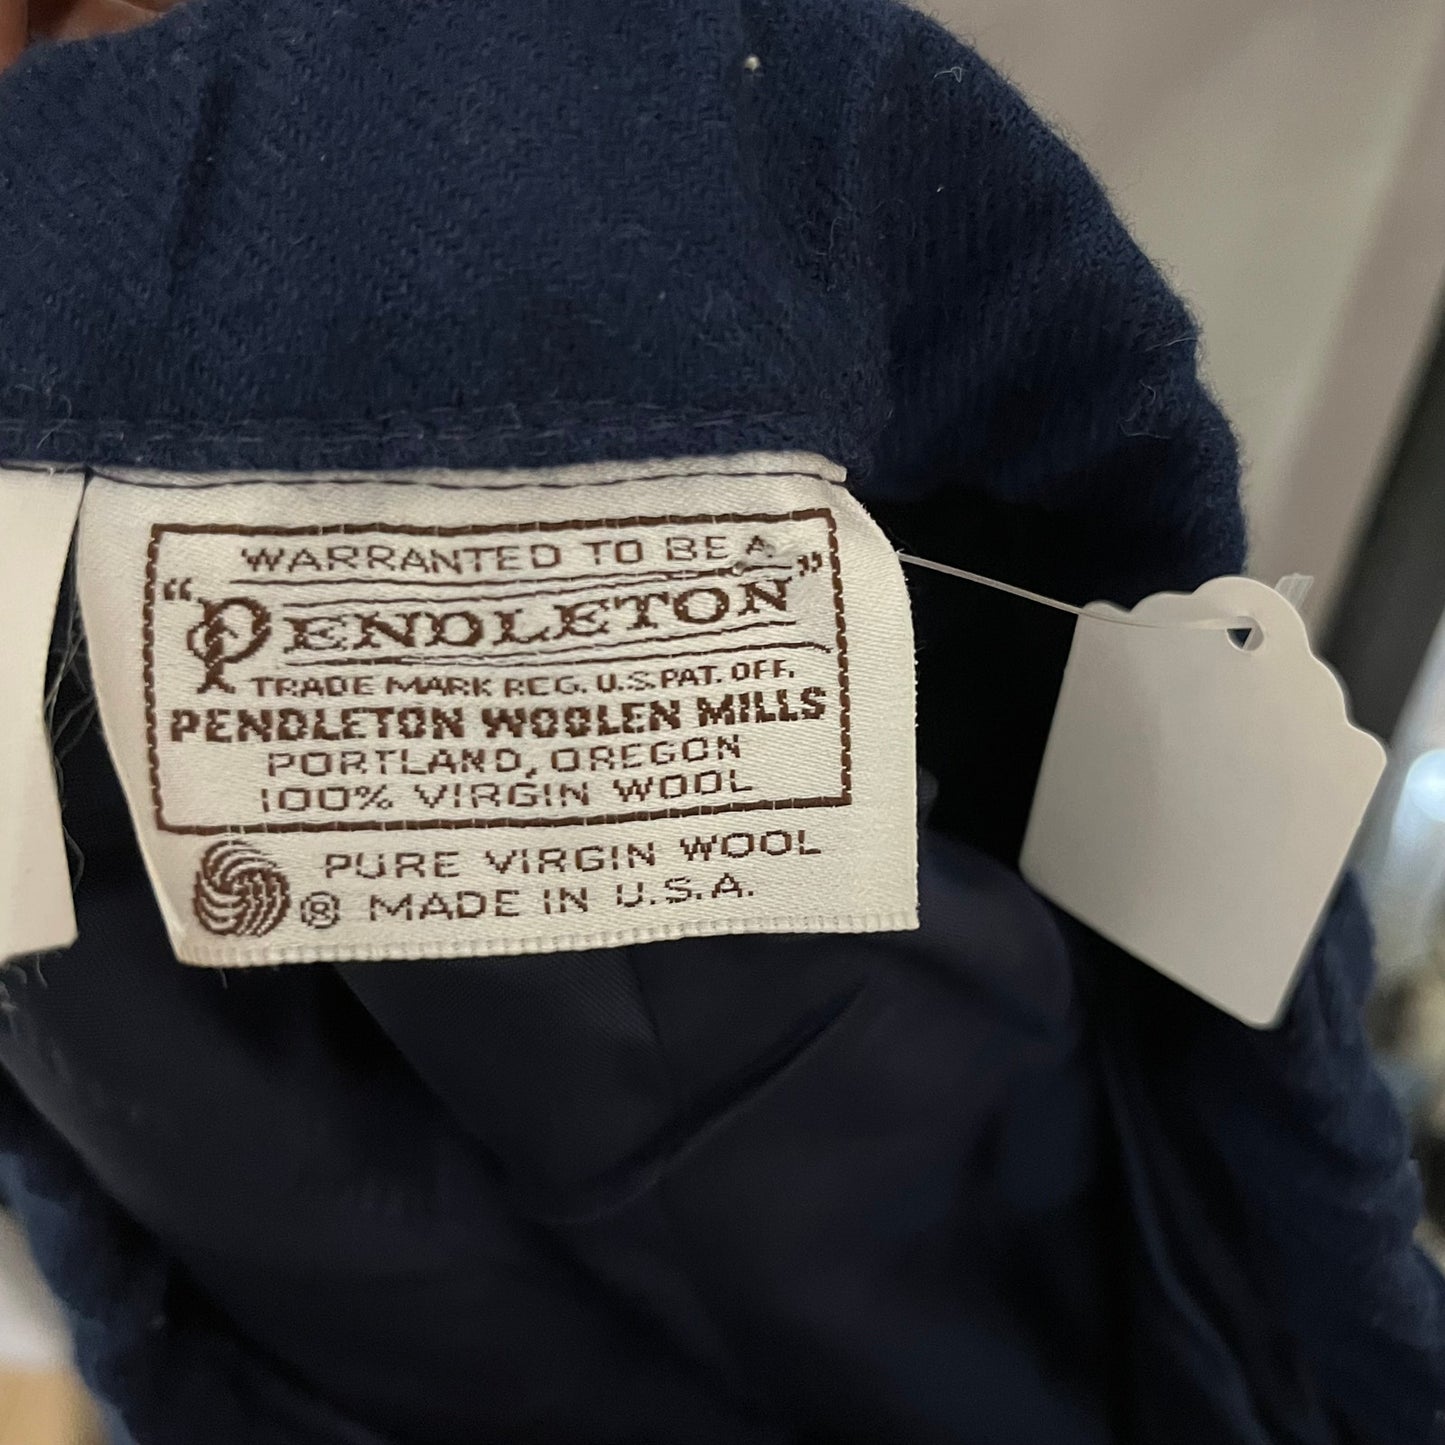 WARRANTED TO BE A
"PENDLETON"
TRADE MARK REG. U.S. PAT. OFF.
PENDLETON WOOLEN MILLS
PORTLAND, OREGON
100% VIRGIN WOOL
PURE VIRGIN WOOL
® MADE IN U.S.A.